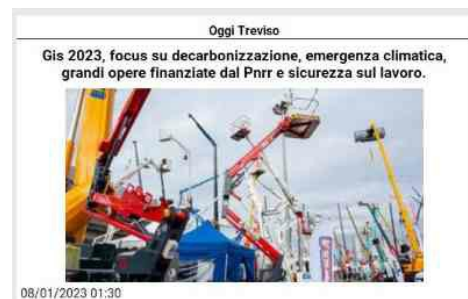 Oggi Treviso
Gis 2023, focus su decarbonizzazione, emergenza climatica,
grandi opere finanziate dal Pnrr e sicurezza sul lavoro.
08/01/2023 01:30